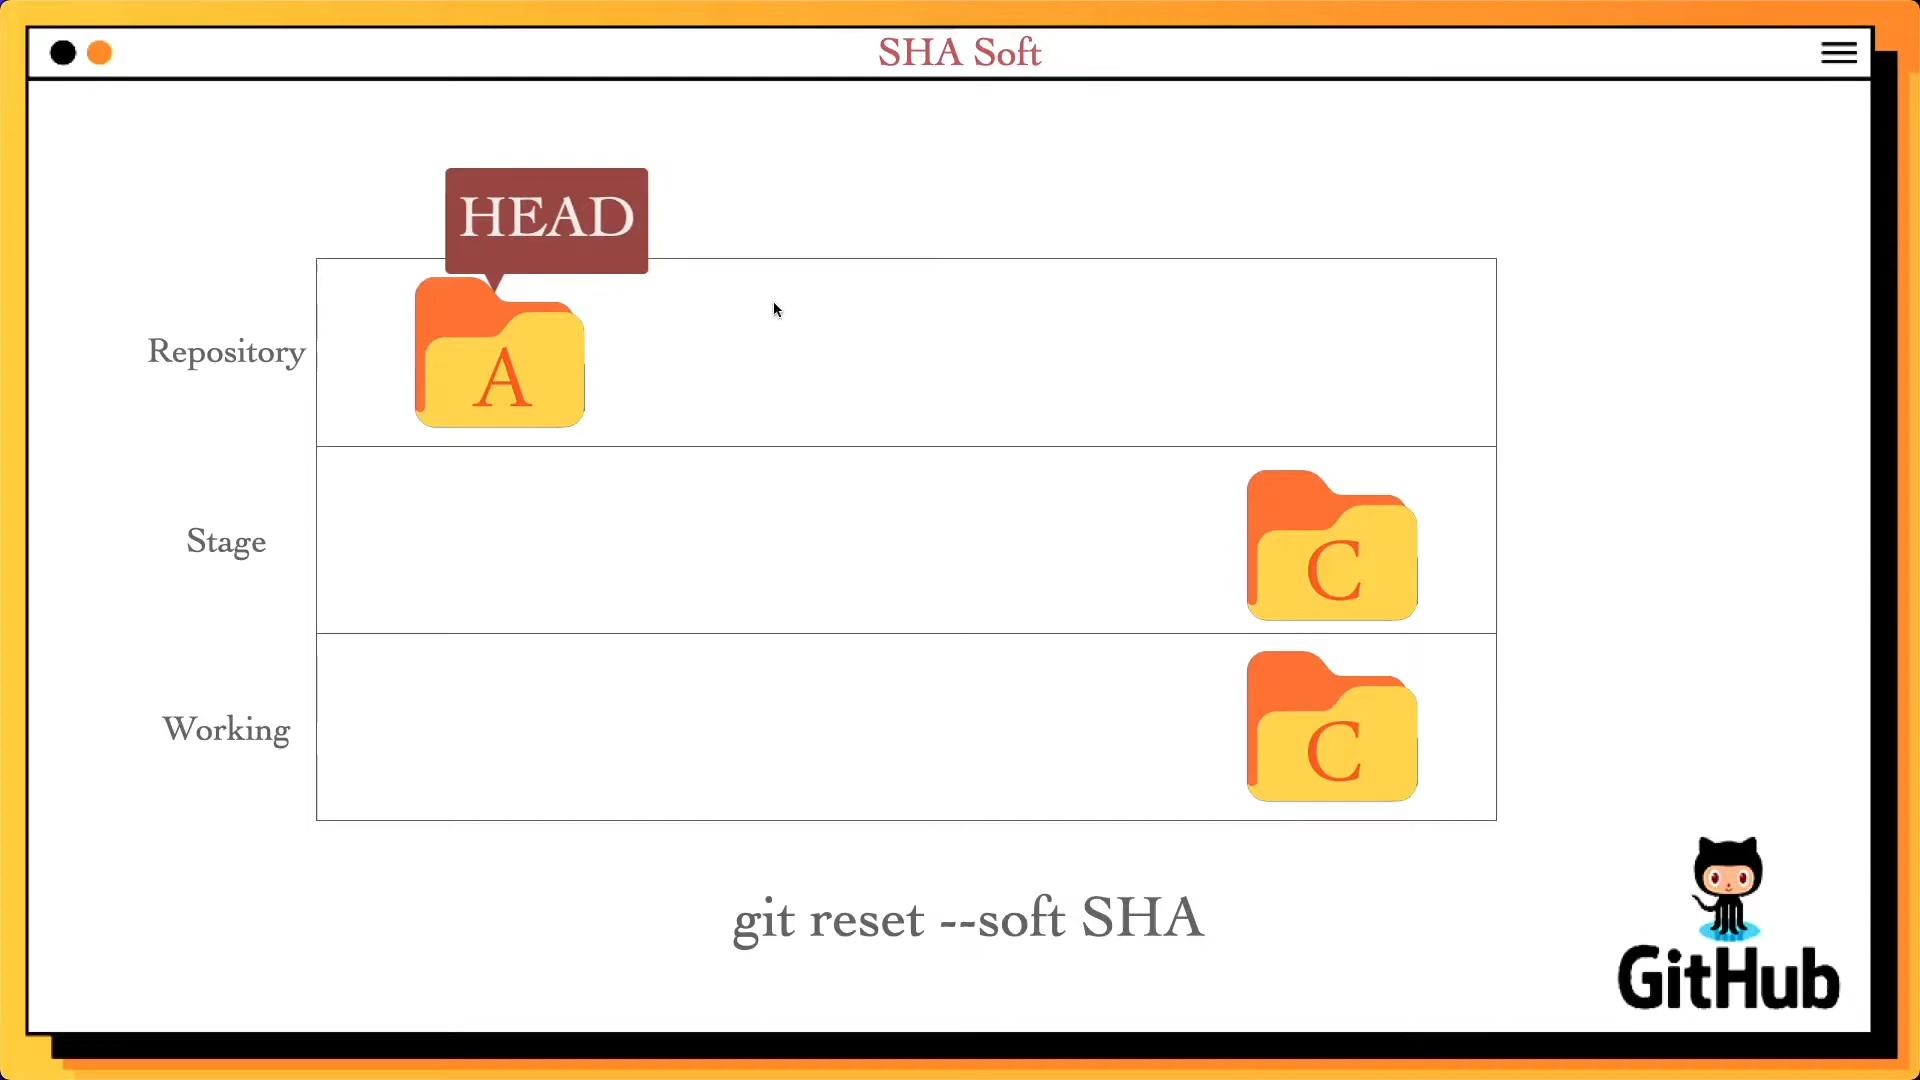 SHA Soft
HEAD
Repository
A
Stage
C
Working
C
git reset --soft SHA
GitHub